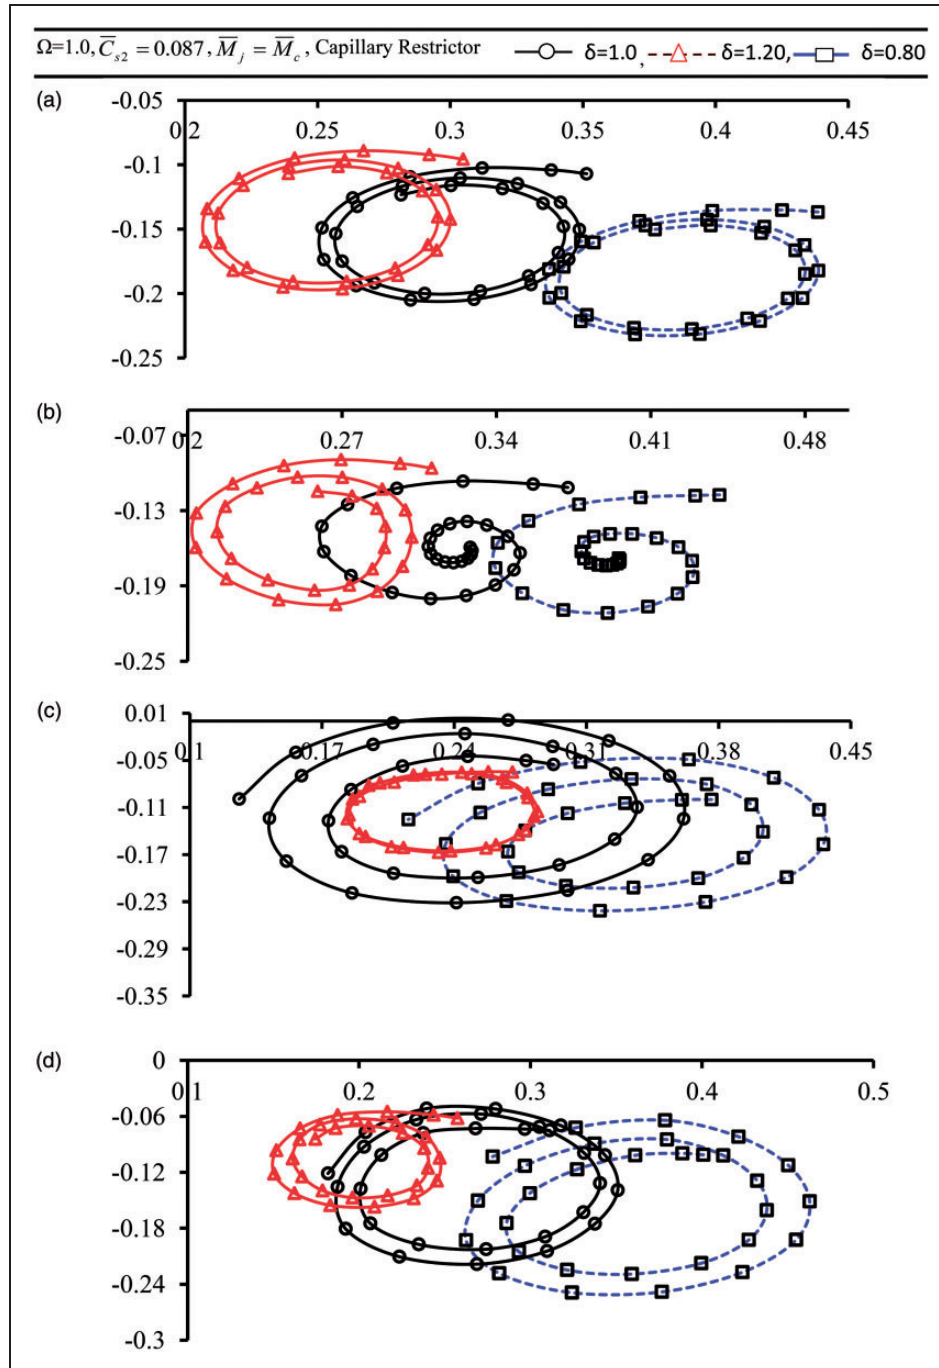 Ω=1.0, C̅s2 = 0.087, M̅j = M̅c , Capillary Restrictor δ=1.0 , δ=1.20, δ=0.80
(a)
-0.05
0.2 0.25 0.3 0.35 0.4 0.45
-0.1
-0.15
-0.2
-0.25
(b)
-0.07
0.2 0.27 0.34 0.41 0.48
-0.13
-0.19
-0.25
(c)
0.01
0.1 0.17 0.24 0.31 0.38 0.45
-0.05
-0.11
-0.17
-0.23
-0.29
-0.35
(d)
0
0.1 0.2 0.3 0.4 0.5
-0.06
-0.12
-0.18
-0.24
-0.3